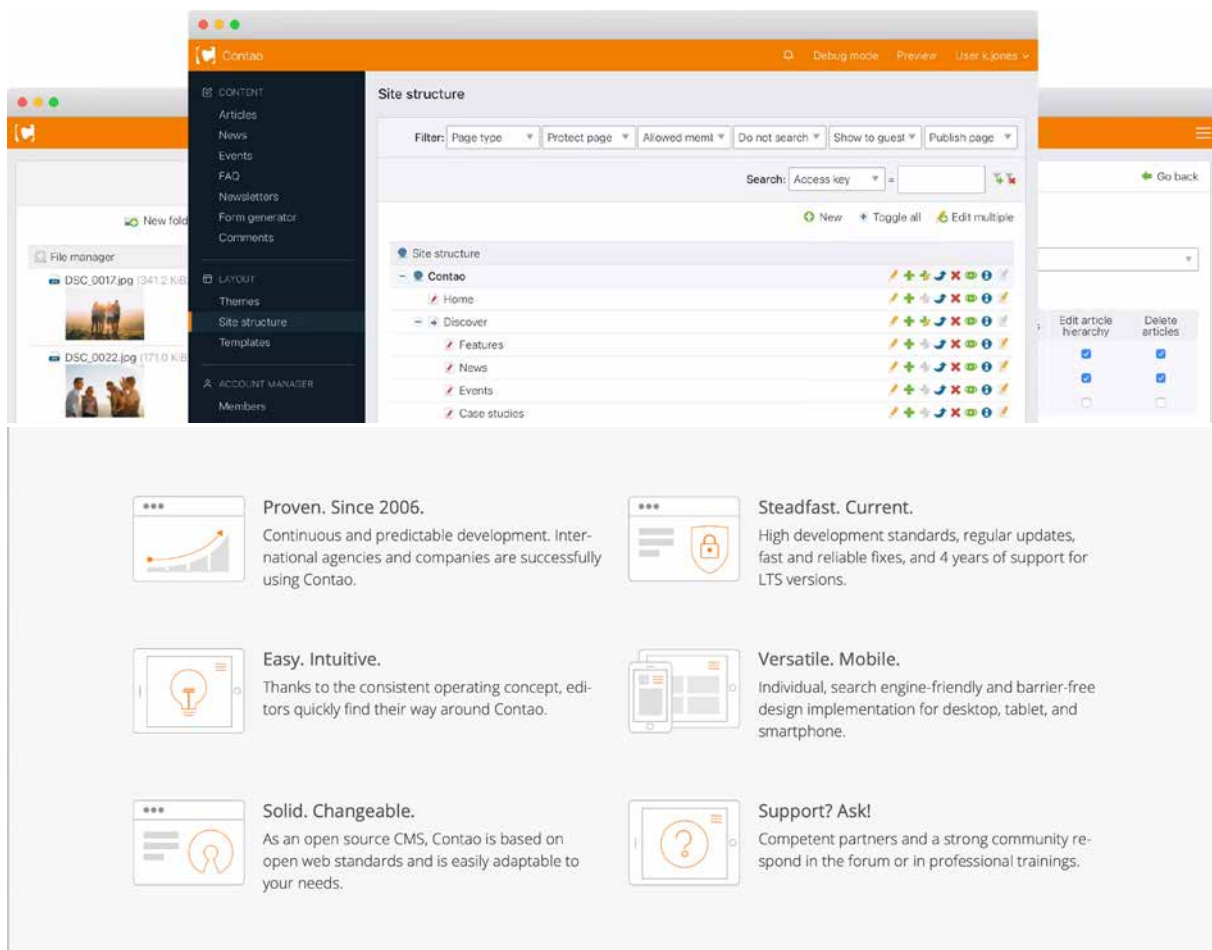 Contao
Debug mode Preview User k.jones
CONTENT
Articles
News
Events
FAQ
Newsletters
Form generator
Comments
LAYOUT
Themes
Site structure
Templates
ACCOUNT MANAGER
Members
Site structure
Filter: Page type Protect page Allowed meml Do not search Show to guest Publish page
Search: Access key =
New Toggle all Edit multiple
Site structure
Contao
Home
Discover
Features
News
Events
Case studies
New fold
File manager
DSC_0017.jpg (341.2 KiB
DSC_0022.jpg (171.0 KiB
Go back
Edit article Delete
hierarchy articles
Proven. Since 2006.
Continuous and predictable development. Inter-
national agencies and companies are successfully
using Contao.
Steadfast. Current.
High development standards, regular updates,
fast and reliable fixes, and 4 years of support for
LTS versions.
Easy. Intuitive.
Thanks to the consistent operating concept, edi-
tors quickly find their way around Contao.
Versatile. Mobile.
Individual, search engine-friendly and barrier-free
design implementation for desktop, tablet, and
smartphone.
Solid. Changeable.
As an open source CMS, Contao is based on
open web standards and is easily adaptable to
your needs.
Support? Ask!
Competent partners and a strong community re-
spond in the forum or in professional trainings.